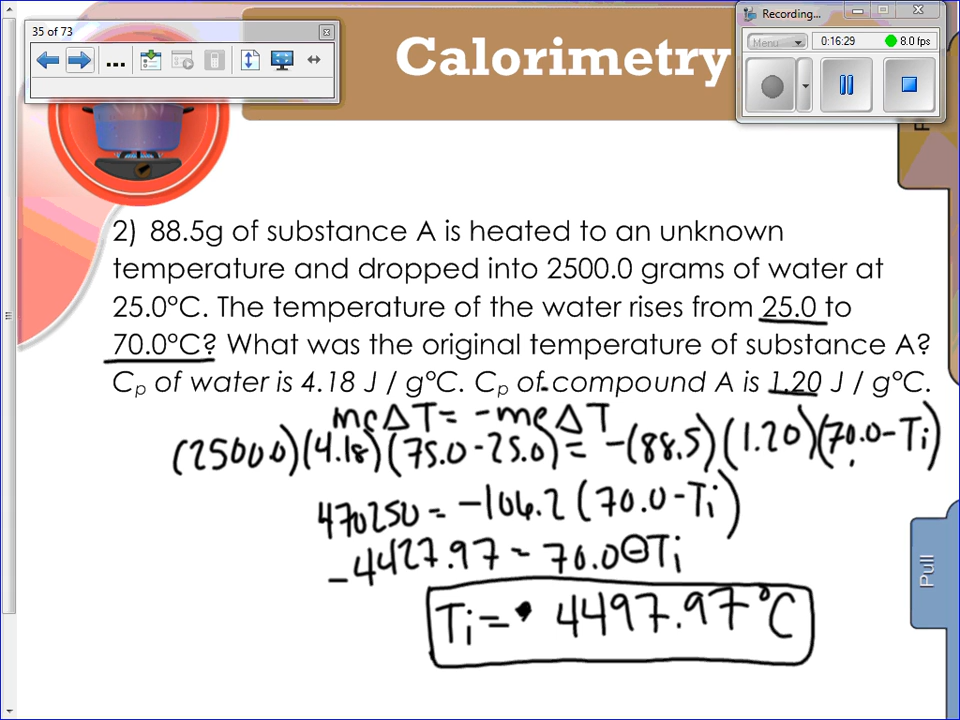 35 of 73
Recording...
Menu
0:16:29
8.0 fps
Calorimetry
2) 88.5g of substance A is heated to an unknown
temperature and dropped into 2500.0 grams of water at
25.0°C. The temperature of the water rises from 25.0 to
70.0°C? What was the original temperature of substance A?
Cp of water is 4.18 J / g°C. Cp of compound A is 1.20 J / g°C.
mcΔT = -mcΔT
(2500.0)(4.18)(75.0-25.0) = -(88.5)(1.20)(70.0-Ti)
470250 = -106.2(70.0-Ti)
-4427.97 = 70.0-Ti
Ti = 4497.97°C
Pull